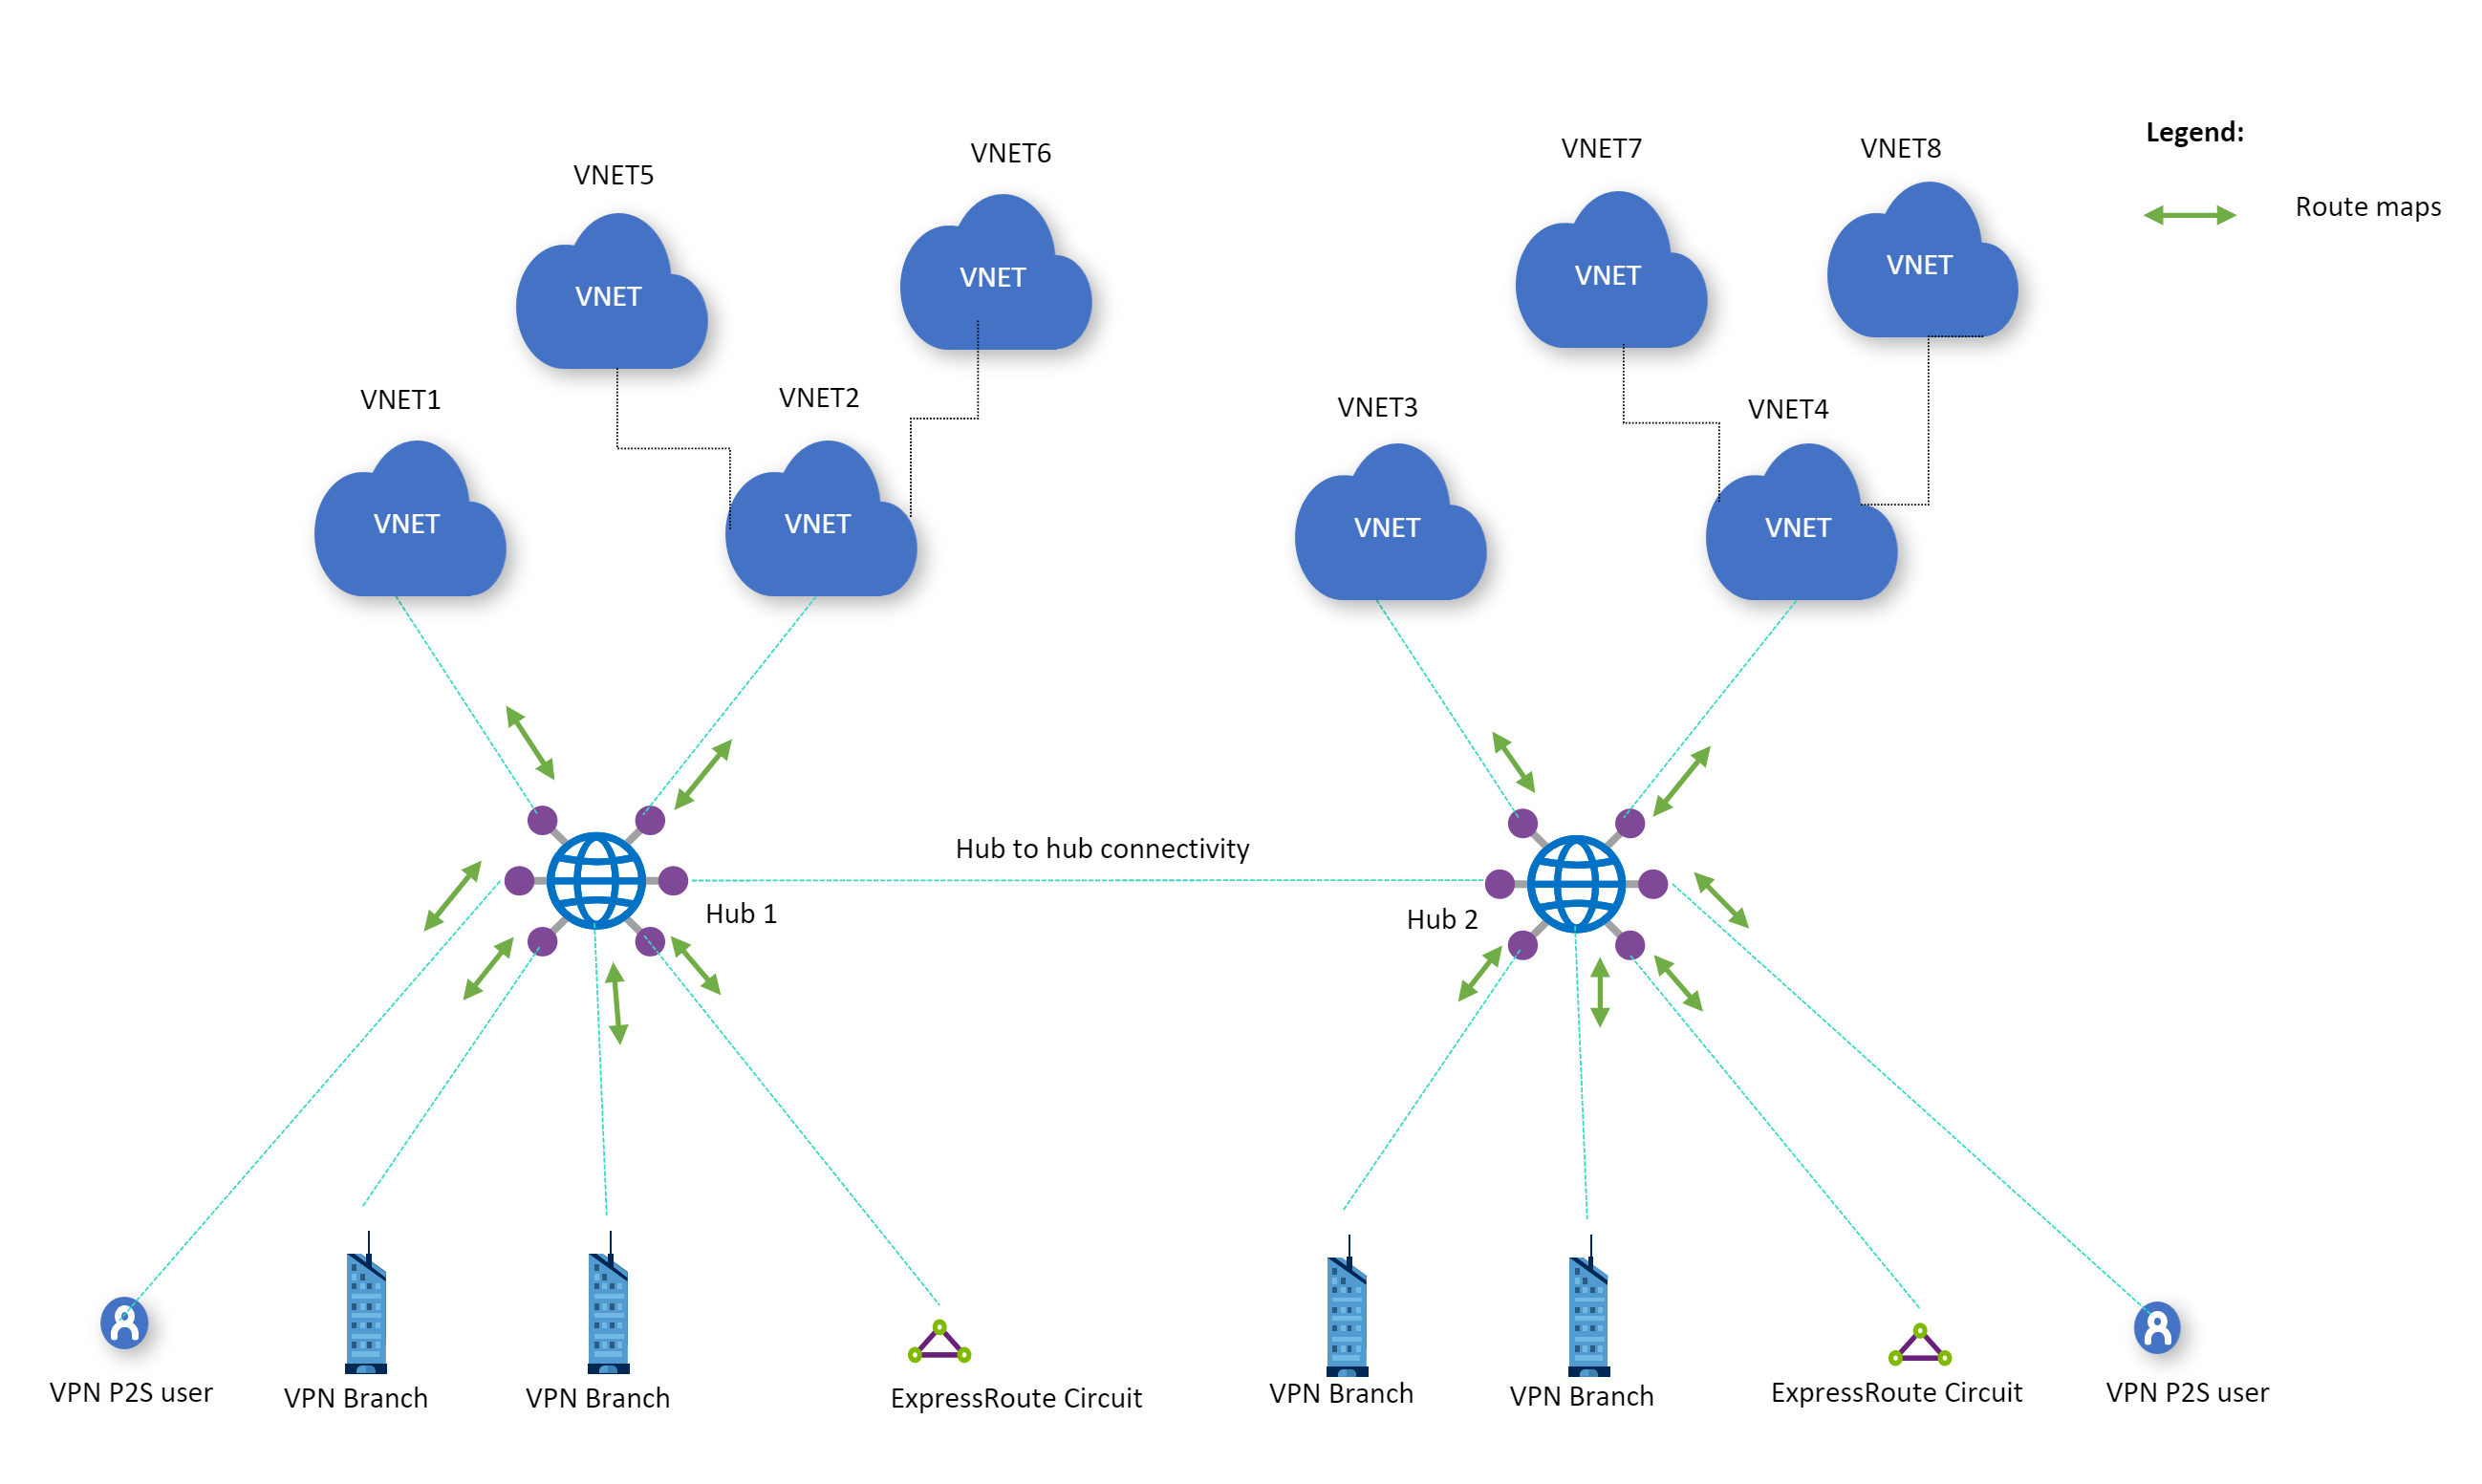 Legend:
Route maps
VNET5
VNET6
VNET7
VNET8
VNET
VNET
VNET
VNET
VNET1
VNET2
VNET3
VNET4
VNET
VNET
VNET
VNET
Hub to hub connectivity
Hub 1
Hub 2
VPN P2S user
VPN Branch
VPN Branch
ExpressRoute Circuit
VPN Branch
VPN Branch
ExpressRoute Circuit
VPN P2S user